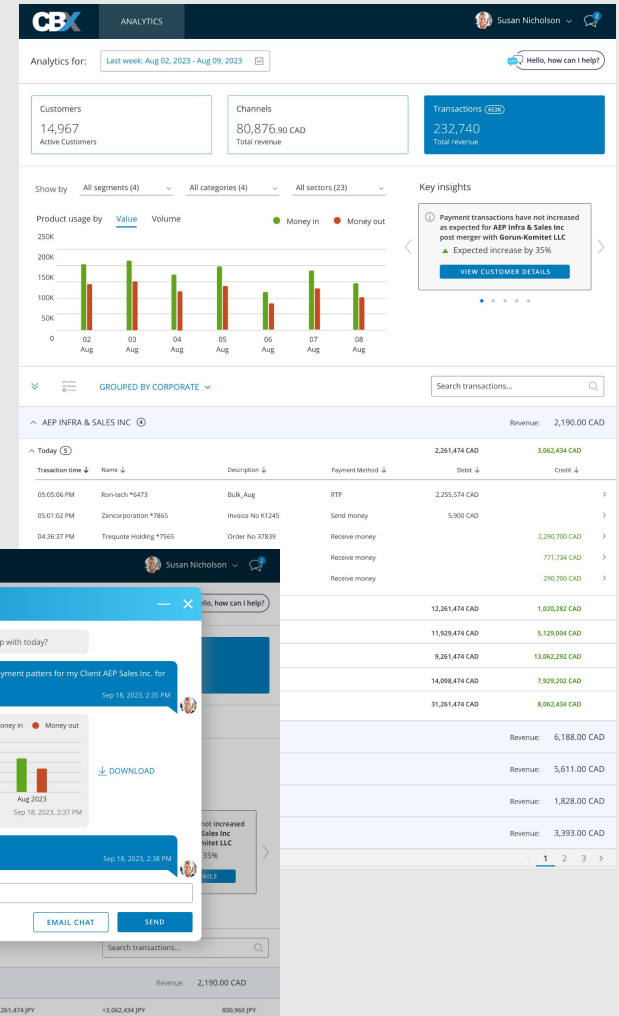 CBX
ANALYTICS
Susan Nicholson
2
Analytics for:
Last week: Aug 02, 2023 - Aug 09, 2023
Hello, how can I help?
Customers
14,967
Active Customers
Channels
80,876.90 CAD
Total revenue
Transactions 453K
232,740
Total revenue
Show by All segments (4) All categories (4) All sectors (23)
Key insights
Product usage by Value Volume
Money in Money out
250K
200K
150K
100K
50K
0
02 Aug
03 Aug
04 Aug
05 Aug
06 Aug
07 Aug
08 Aug
Payment transactions have not increased
as expected for AEP Infra & Sales Inc
post merger with Gorun-Komitet LLC
Expected increase by 35%
VIEW CUSTOMER DETAILS
GROUPED BY CORPORATE
Search transactions...
AEP INFRA & SALES INC 4
Revenue: 2,190.00 CAD
Today 5 2,261,474 CAD 3,062,434 CAD
Trasaction time Name Description Payment Method Debit Credit
05:05:06 PM Ron-tech *6473 Bulk_Aug RTP 2,255,574 CAD
05:01:02 PM Zencorporation *7865 Invoice No K1245 Send money 5,900 CAD
04:36:37 PM Trequote Holding *7565 Order No 37839 Receive money 2,290,700 CAD
Receive money 771,734 CAD
Receive money 290,700 CAD
12,261,474 CAD 1,020,282 CAD
11,929,474 CAD 5,129,004 CAD
9,261,474 CAD 13,062,292 CAD
14,098,474 CAD 7,929,202 CAD
31,261,474 CAD 8,062,434 CAD
Revenue: 6,188.00 CAD
Revenue: 5,611.00 CAD
Revenue: 1,828.00 CAD
Revenue: 3,393.00 CAD
1 2 3
Susan Nicholson
2
ello, how can I help?
p with today?
yment patters for my Client AEP Sales Inc. for
Sep 18, 2023, 2:35 PM
oney in Money out
DOWNLOAD
Aug 2023
Sep 18, 2023, 2:37 PM
not increased
Sales Inc
mitet LLC
35%
AILS
Sep 18, 2023, 2:38 PM
EMAIL CHAT
SEND
Search transactions...
Revenue: 2,190.00 CAD
,261,474 JPY +3,062,434 JPY 800,960 JPY